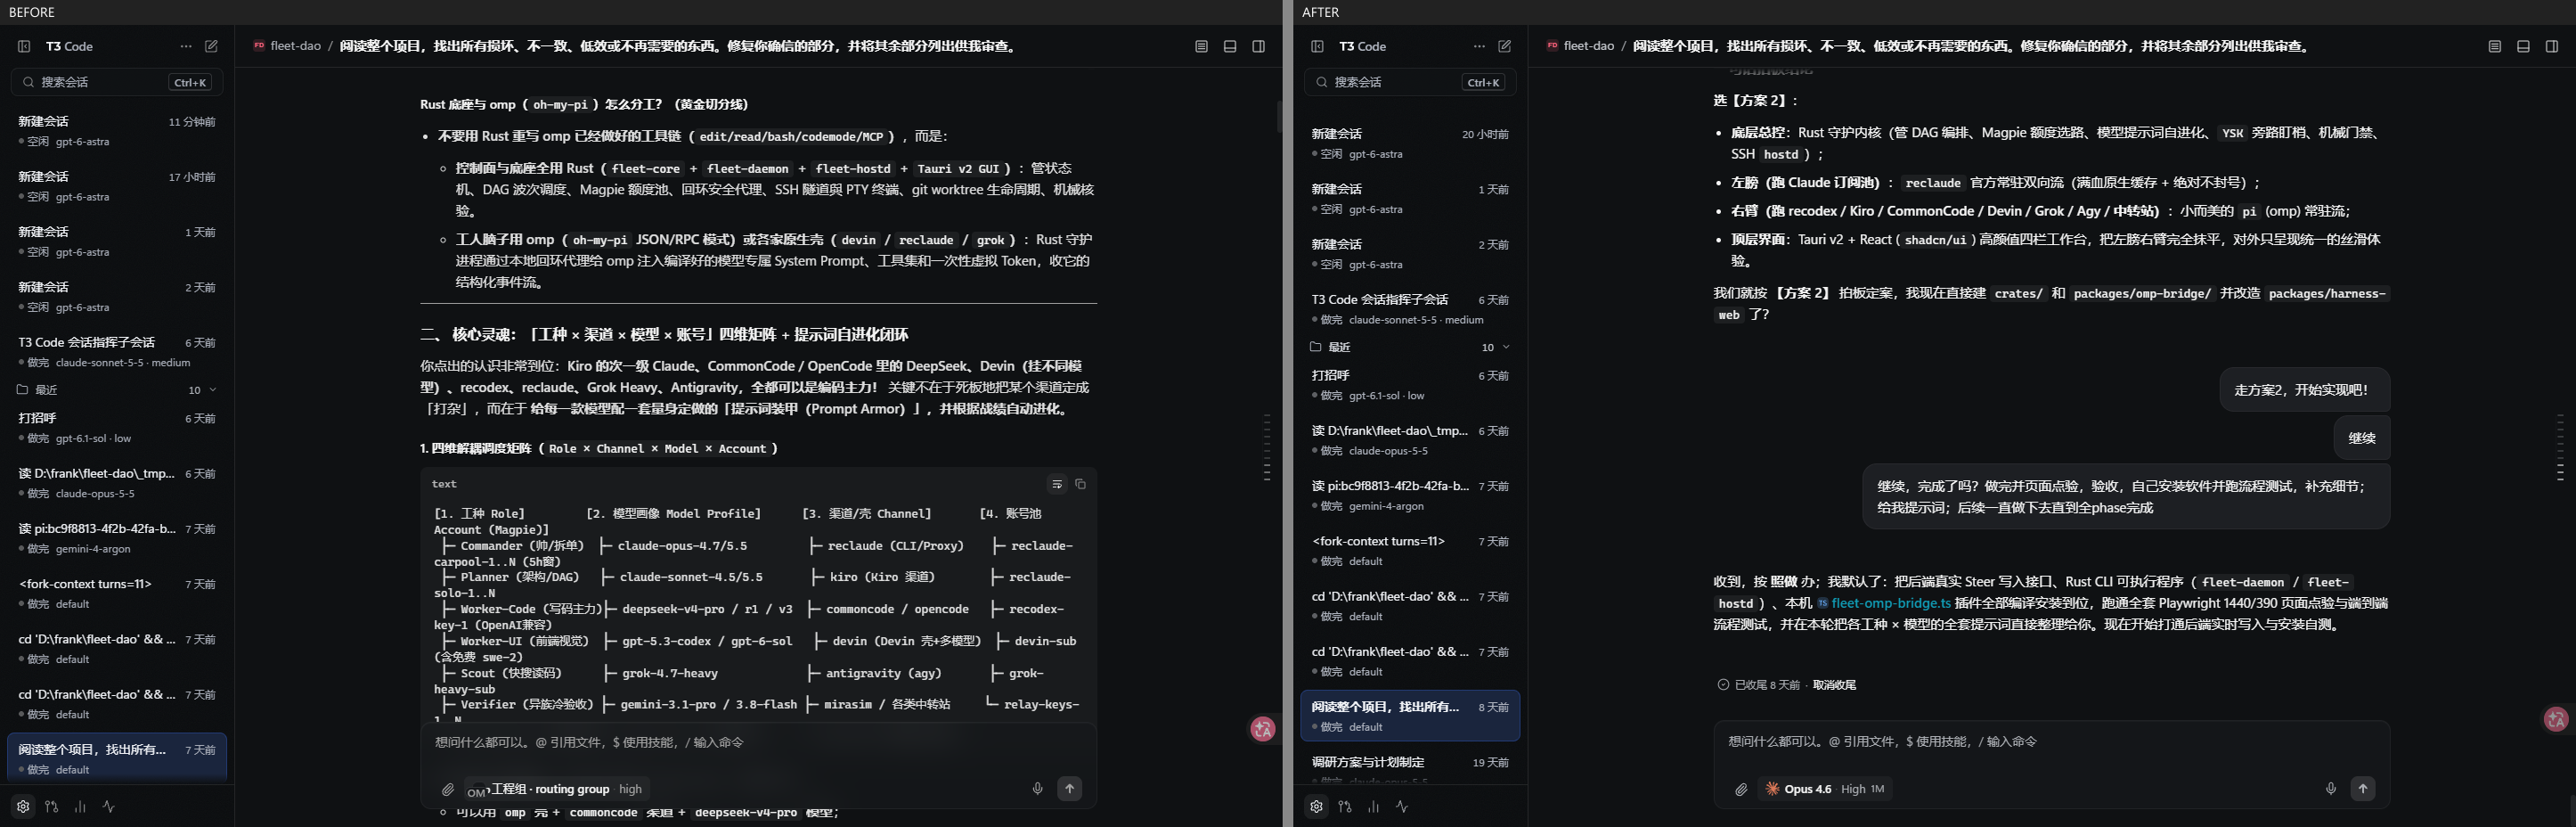 BEFORE
T3 Code
搜索会话
Ctrl+K
新建会话
11 分钟前
空闲 gpt-6-astra
新建会话
17 小时前
空闲 gpt-6-astra
新建会话
1 天前
空闲 gpt-6-astra
新建会话
2 天前
空闲 gpt-6-astra
T3 Code 会话指挥子会话
6 天前
做完 claude-sonnet-5-5 · medium
最近
10
打招呼
6 天前
做完 gpt-6.1-sol · low
读 D:\frank\fleet-dao\_tmp...
6 天前
做完 claude-opus-5-5
读 pi:bc9f8813-4f2b-42fa-b...
7 天前
做完 gemini-4-argon
<fork-context turns=11>
7 天前
做完 default
cd 'D:\frank\fleet-dao' && ...
7 天前
做完 default
cd 'D:\frank\fleet-dao' && ...
7 天前
做完 default
阅读整个项目，找出所有...
7 天前
做完 default
FD fleet-dao / 阅读整个项目，找出所有损坏、不一致、低效或不再需要的东西。修复你确信的部分，并将其余部分列出供我审查。
Rust 底座与 omp（oh-my-pi）怎么分工？（黄金切分线）
不要用 Rust 重写 omp 已经做好的工具链（edit/read/bash/codemode/MCP），而是：
控制面与底座全用 Rust（fleet-core + fleet-daemon + fleet-hostd + Tauri v2 GUI）：管状态
机、DAG 波次调度、Magpie 额度池、回环安全代理、SSH 隧道與 PTY 终端、git worktree 生命周期、机械核
验。
工人脑子用 omp（oh-my-pi JSON/RPC 模式）或各家原生壳（devin / reclaude / grok）：Rust 守护
进程通过本地回环代理给 omp 注入编译好的模型专属 System Prompt、工具集和一次性虚拟 Token，收它的
结构化事件流。
二、 核心灵魂：「工种 × 渠道 × 模型 × 账号」四维矩阵 + 提示词自进化闭环
你点出的认识非常到位：Kiro 的次一级 Claude、CommonCode / OpenCode 里的 DeepSeek、Devin（挂不同模
型）、recodex、reclaude、Grok Heavy、Antigravity，全都可以是编码主力！ 关键不在于死板地把某个渠道定成
「打杂」，而在于 给每一款模型配一套量身定做的「提示词装甲（Prompt Armor）」，并根据战绩自动进化。
1. 四维解耦调度矩阵（Role × Channel × Model × Account）
text
[1. 工种 Role] [2. 模型画像 Model Profile] [3. 渠道/壳 Channel] [4. 账号池
Account (Magpie)]
├─ Commander (帅/拆单) ├─ claude-opus-4.7/5.5 ├─ reclaude (CLI/Proxy) ├─ reclaude-
carpool-1..N (5h窗)
├─ Planner (架构/DAG) ├─ claude-sonnet-4.5/5.5 ├─ kiro (Kiro 渠道) ├─ reclaude-
solo-1..N
├─ Worker-Code (写码主力)├─ deepseek-v4-pro / r1 / v3 ├─ commoncode / opencode ├─ recodex-
key-1 (OpenAI兼容)
├─ Worker-UI (前端视觉) ├─ gpt-5.3-codex / gpt-6-sol ├─ devin (Devin 壳+多模型) ├─ devin-sub
(含免费 swe-2)
├─ Scout (快搜读码) ├─ grok-4.7-heavy ├─ antigravity (agy) ├─ grok-
heavy-sub
├─ Verifier (异族冷验收) ├─ gemini-3.1-pro / 3.8-flash ├─ mirasim / 各类中转站 └─ relay-keys-
1..N
想问什么都可以。@ 引用文件，$ 使用技能，/ 输入命令
OM 工程组 · routing group · high
可以用 omp 壳 + commoncode 渠道 + deepseek-v4-pro 模型；
AFTER
T3 Code
搜索会话
Ctrl+K
新建会话
20 小时前
空闲 gpt-6-astra
新建会话
1 天前
空闲 gpt-6-astra
新建会话
2 天前
空闲 gpt-6-astra
T3 Code 会话指挥子会话
6 天前
做完 claude-sonnet-5-5 · medium
最近
10
打招呼
6 天前
做完 gpt-6.1-sol · low
读 D:\frank\fleet-dao\_tmp...
6 天前
做完 claude-opus-5-5
读 pi:bc9f8813-4f2b-42fa-b...
7 天前
做完 gemini-4-argon
<fork-context turns=11>
7 天前
做完 default
cd 'D:\frank\fleet-dao' && ...
7 天前
做完 default
cd 'D:\frank\fleet-dao' && ...
7 天前
做完 default
阅读整个项目，找出所有...
8 天前
做完 default
调研方案与计划制定
19 天前
做完 claude-opus-5-5
FD fleet-dao / 阅读整个项目，找出所有损坏、不一致、低效或不再需要的东西。修复你确信的部分，并将其余部分列出供我审查。
选【方案 2】：
底层总控：Rust 守护内核（管 DAG 编排、Magpie 额度选路、模型提示词自进化、YSK 旁路盯梢、机械门禁、
SSH hostd）；
左膀（跑 Claude 订阅池）：reclaude 官方常驻双向流（满血原生缓存 + 绝对不封号）；
右臂（跑 recodex / Kiro / CommonCode / Devin / Grok / Agy / 中转站）：小而美的 pi (omp) 常驻流；
顶层界面：Tauri v2 + React (shadcn/ui) 高颜值四栏工作台，把左膀右臂完全抹平，对外只呈现统一的丝滑体
验。
我们就按 【方案 2】 拍板定案，我现在直接建 crates/ 和 packages/omp-bridge/ 并改造 packages/harness-
web 了？
走方案2，开始实现吧！
继续
继续，完成了吗？做完并页面点验，验收，自己安装软件并跑流程测试，补充细节；
给我提示词；后续一直做下去直到全phase完成
收到，按 照做 办；我默认了：把后端真实 Steer 写入接口、Rust CLI 可执行程序（fleet-daemon / fleet-
hostd）、本机 TS fleet-omp-bridge.ts 插件全部编译安装到位，跑通全套 Playwright 1440/390 页面点验与端到端
流程测试，并在本轮把各工种 × 模型的全套提示词直接整理给你。现在开始打通后端实时写入与安装自测。
已收尾 8 天前 · 取消收尾
想问什么都可以。@ 引用文件，$ 使用技能，/ 输入命令
Opus 4.6 · High 1M